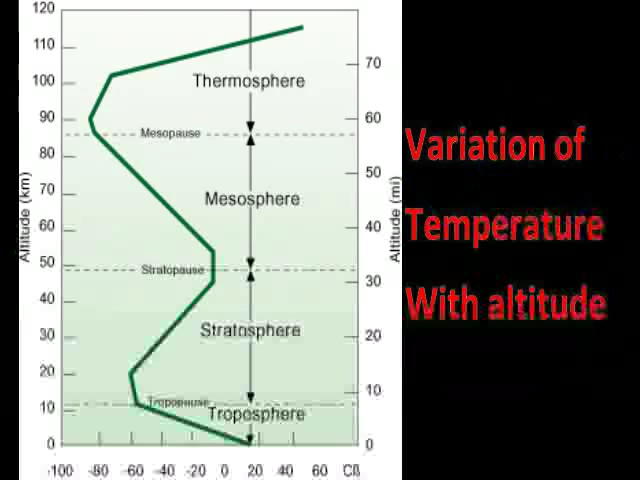 120
110
100
90
80
70
60
50
40
30
20
10
0
Altitude (km)
Thermosphere
Mesopause
Mesosphere
Stratopause
Stratosphere
Tropopause
Troposphere
70
60
50
40
30
20
10
0
Altitude (mi)
-100 -80 -60 -40 -20 0 20 40 60 Cß
Variation of
Temperature
With altitude